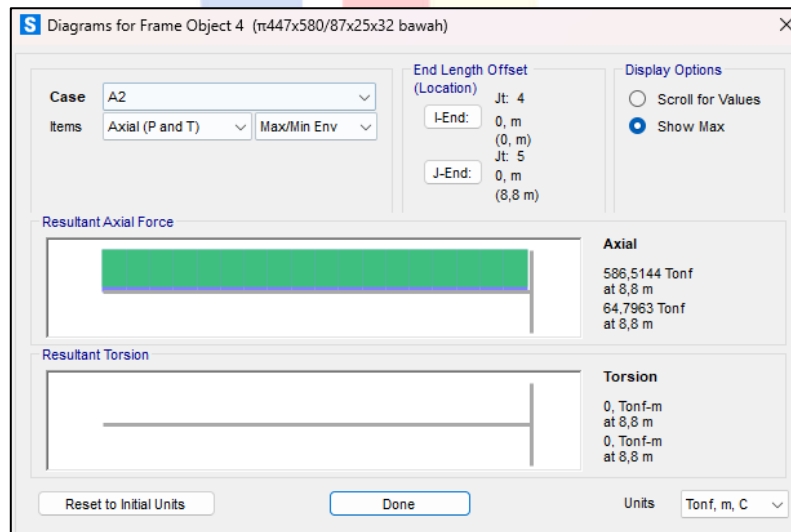 S Diagrams for Frame Object 4 (π447x580/87x25x32 bawah)
Case A2
Items Axial (P and T) Max/Min Env
End Length Offset
(Location)
I-End:
Jt: 4
0, m
(0, m)
J-End:
Jt: 5
0, m
(8,8 m)
Display Options
Scroll for Values
Show Max
Resultant Axial Force
Axial
586,5144 Tonf
at 8,8 m
64,7963 Tonf
at 8,8 m
Resultant Torsion
Torsion
0, Tonf-m
at 8,8 m
0, Tonf-m
at 8,8 m
Reset to Initial Units
Done
Units Tonf, m, C